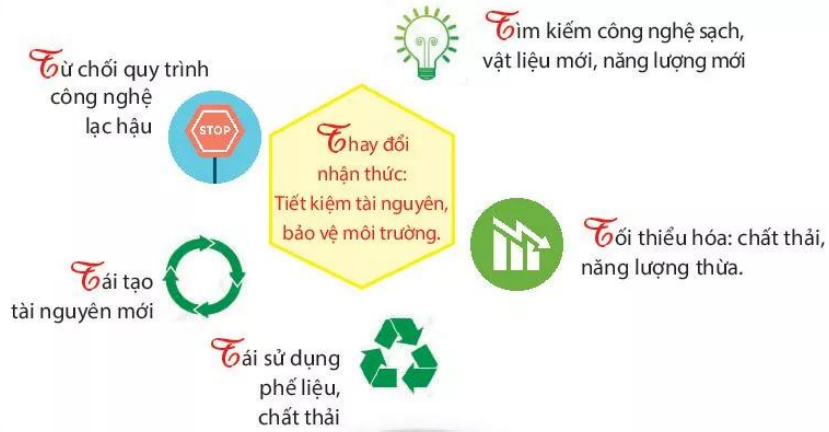 Tìm kiếm công nghệ sạch,
vật liệu mới, năng lượng mới
Từ chối quy trình
công nghệ
lạc hậu
STOP
Thay đổi
nhận thức:
Tiết kiệm tài nguyên,
bảo vệ môi trường.
Tối thiểu hóa: chất thải,
năng lượng thừa.
Tái tạo
tài nguyên mới
Tái sử dụng
phế liệu,
chất thải